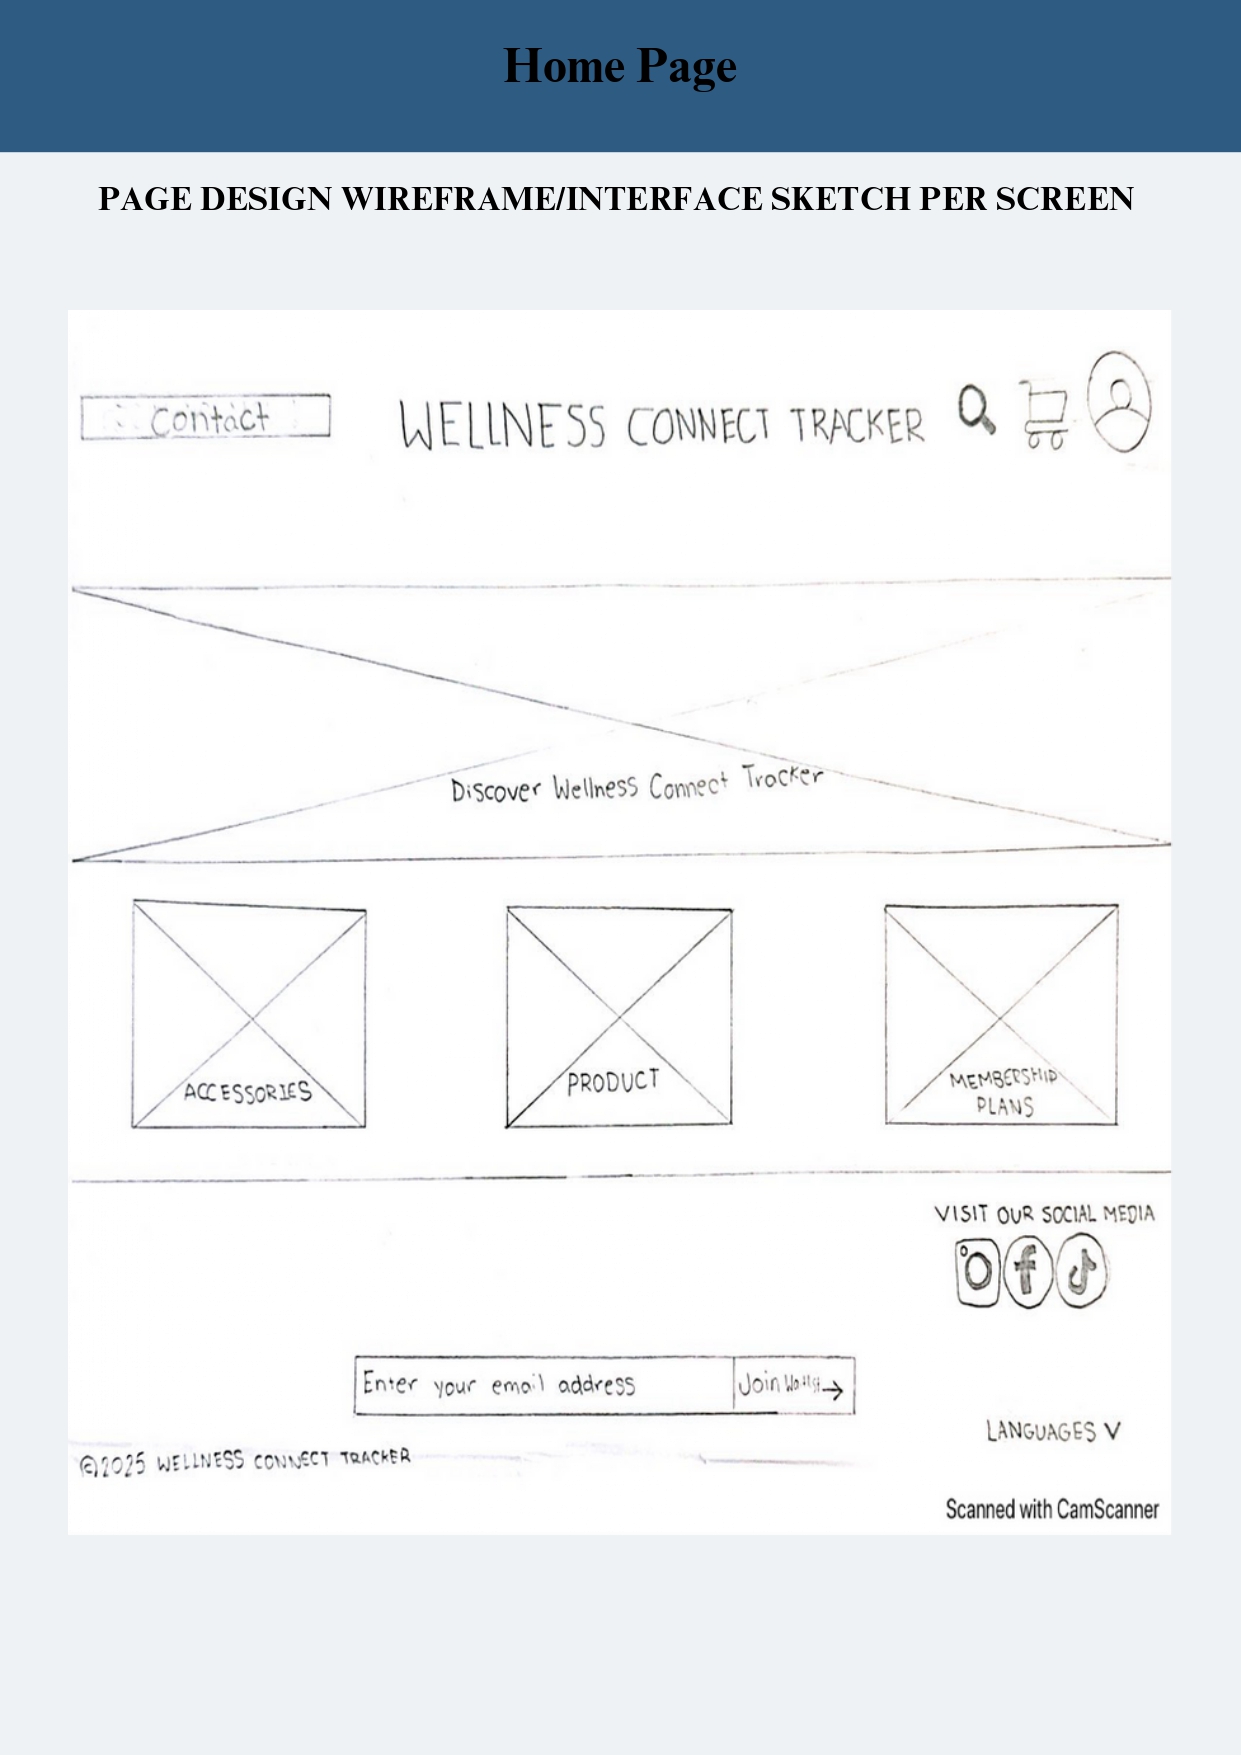 Home Page
PAGE DESIGN WIREFRAME/INTERFACE SKETCH PER SCREEN
Contact
WELLNESS CONNECT TRACKER
Discover Wellness Connect Tracker
ACCESSORIES
PRODUCT
MEMBERSHIP
PLANS
VISIT OUR SOCIAL MEDIA
Enter your email address
Join Waitlist →
LANGUAGES V
©2025 WELLNESS CONNECT TRACKER
Scanned with CamScanner